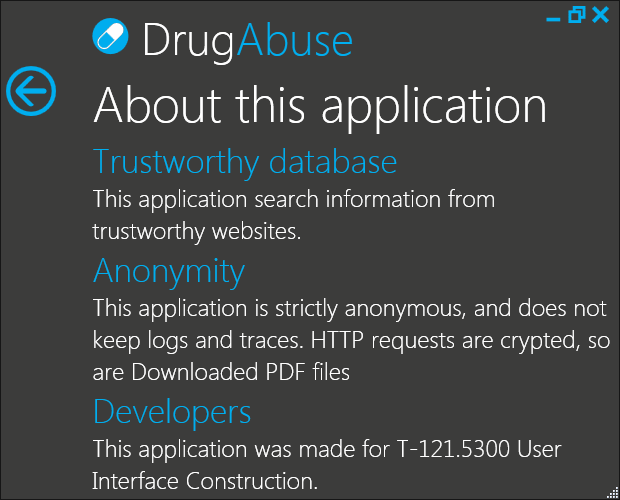 DrugAbuse
About this application
Trustworthy database
This application search information from
trustworthy websites.
Anonymity
This application is strictly anonymous, and does not
keep logs and traces. HTTP requests are crypted, so
are Downloaded PDF files
Developers
This application was made for T-121.5300 User
Interface Construction.